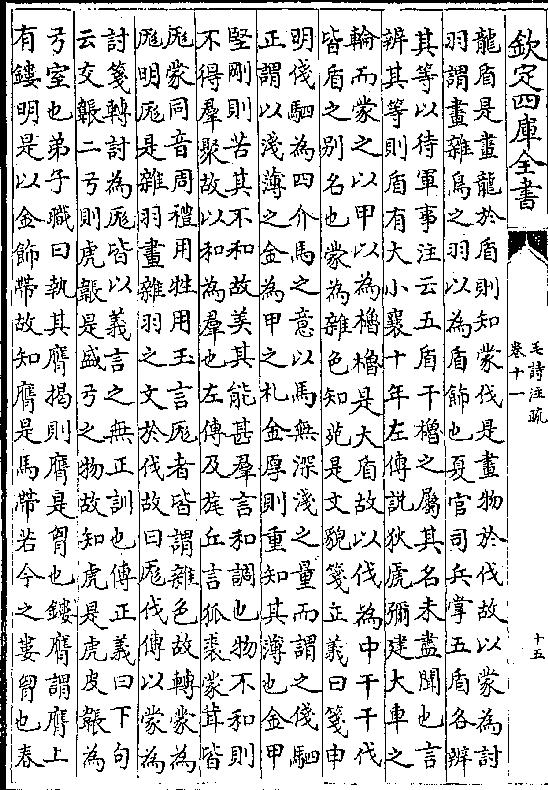 欽定四庫全書
毛詩注疏
卷十一
十五
龍盾是畫龍於盾則知蒙伐是畫物於伐故以蒙為討
羽謂畫雜鳥之羽以為盾飾也夏官司兵掌五盾各辨
其等以待軍事注云五盾干櫓之屬其名未盡聞也言
辨其等則盾有大小襄十年左傳說狄虎彌建大車之
輪而蒙之以甲以為櫓櫓是大盾故以伐為中干干伐
皆盾之别名也蒙為雜色知苑是文貌箋正義曰箋申
明俴駟為四介馬之意以馬無深淺之量而謂之俴駟
正謂以淺薄之金為甲之札金厚則重知其薄也金甲
堅剛則苦其不和故美其能甚羣言和調也物不和則
不得羣聚故以和為羣也左傳及旄丘言狐裘蒙茸皆
厖蒙同音周禮用牲用玉言厖者皆謂雜色故轉蒙為
厖明厖是雜羽畫雜羽之文於伐故曰厖伐傳以蒙為
討箋轉討為厖皆以義言之無正訓也傳正義曰下句
云交韔二弓則虎韔是盛弓之物故知虎是虎皮韔為
弓室也弟子職曰執其膺揭則膺是胷也鏤膺謂膺上
有鏤明是以金飾帶故知膺是馬帶若今之婁胷也春